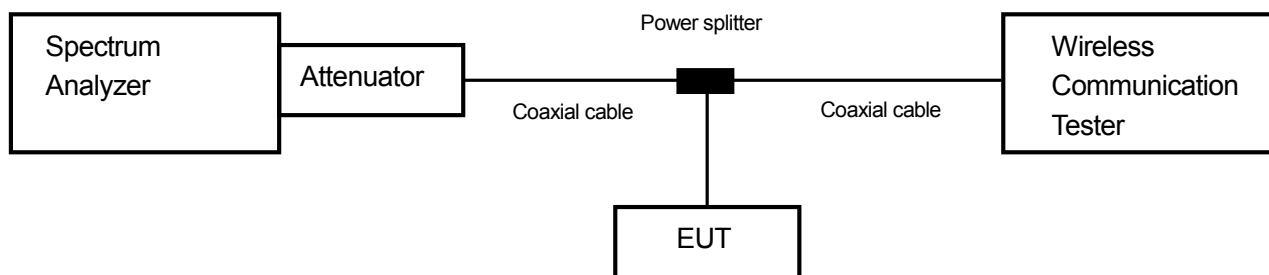 Power splitter
Spectrum
Analyzer
Attenuator
Wireless
Communication
Tester
Coaxial cable
Coaxial cable
EUT